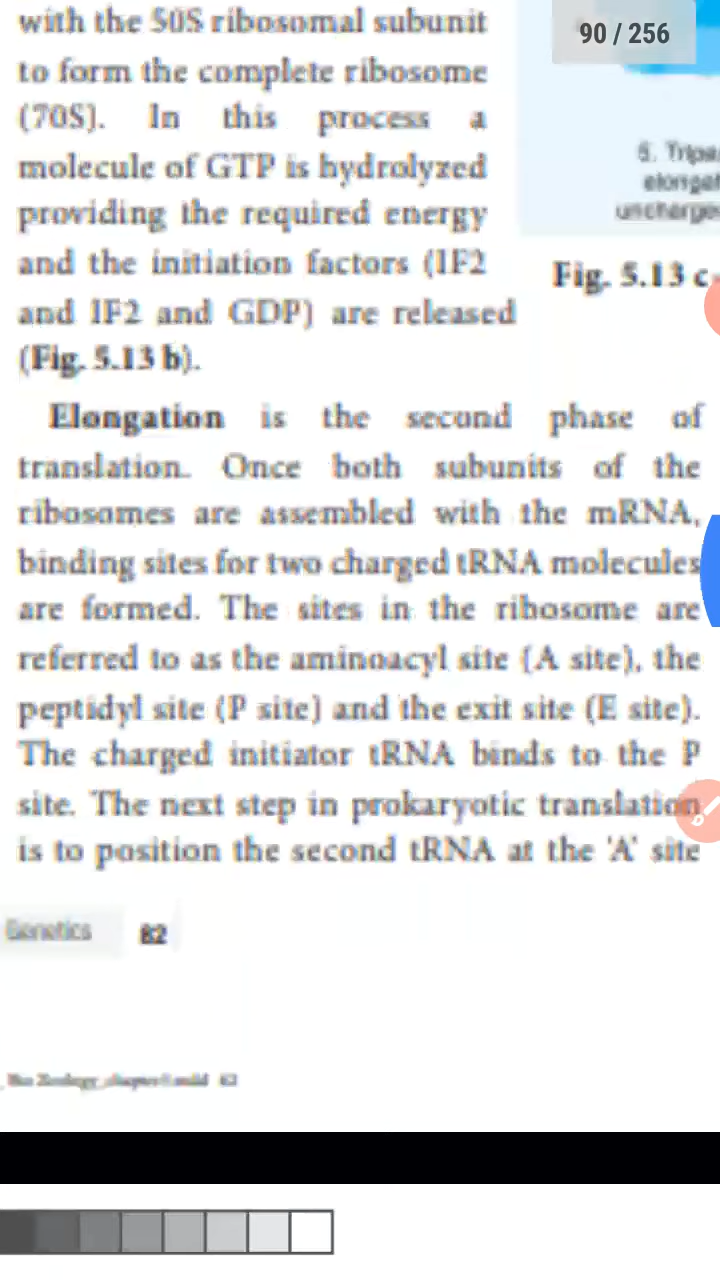 with the 50S ribosomal subunit
to form the complete ribosome
(70S). In this process a
molecule of GTP is hydrolyzed
providing the required energy
and the initiation factors (IF2
and IF2 and GDP) are released
(Fig. 5.13 b).
90 / 256
5. Tripe
elongat
uncharge
Fig. 5.13 c
Elongation is the second phase of
translation. Once both subunits of the
ribosomes are assembled with the mRNA,
binding sites for two charged tRNA molecules
are formed. The sites in the ribosome are
referred to as the aminoacyl site (A site), the
peptidyl site (P site) and the exit site (E site).
The charged initiator tRNA binds to the P
site. The next step in prokaryotic translation
is to position the second tRNA at the 'A' site
Genetics 82